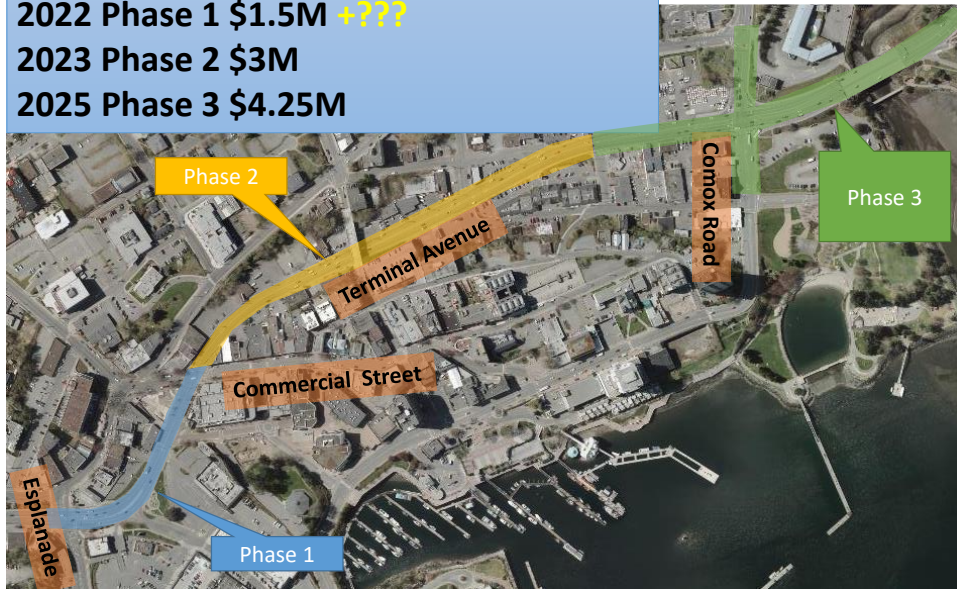 2022 Phase 1 $1.5M +???
2023 Phase 2 $3M
2025 Phase 3 $4.25M
Phase 2
Comox Road
Phase 3
Terminal Avenue
Commercial Street
Esplanade
Phase 1